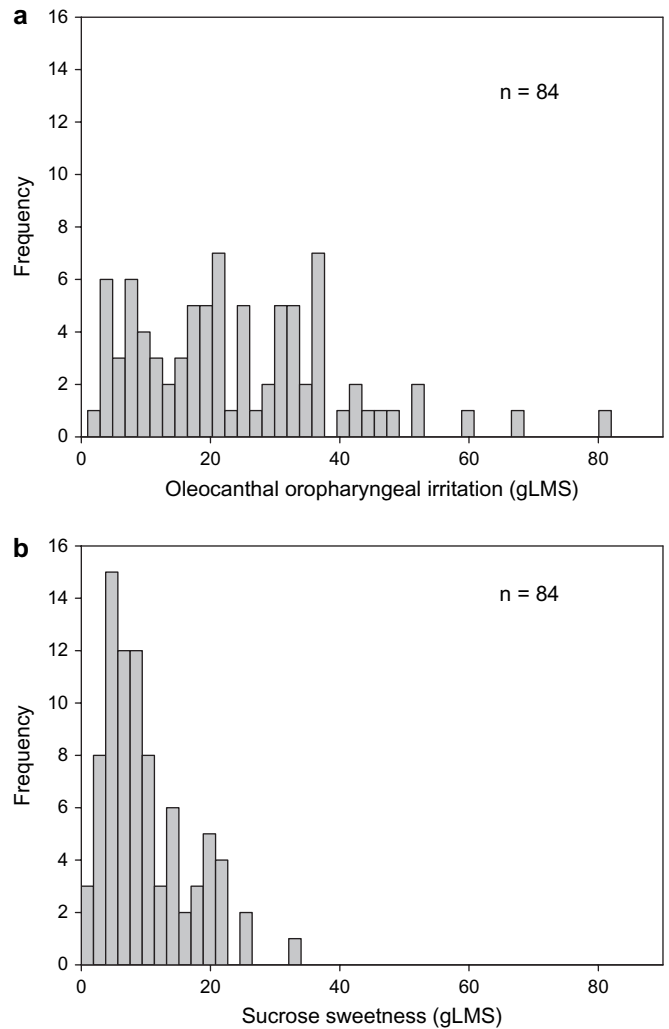 a
16
14
12
10
8
6
4
2
0
Frequency
n = 84
0 20 40 60 80
Oleocanthal oropharyngeal irritation (gLMS)
b
16
14
12
10
8
6
4
2
0
Frequency
n = 84
0 20 40 60 80
Sucrose sweetness (gLMS)